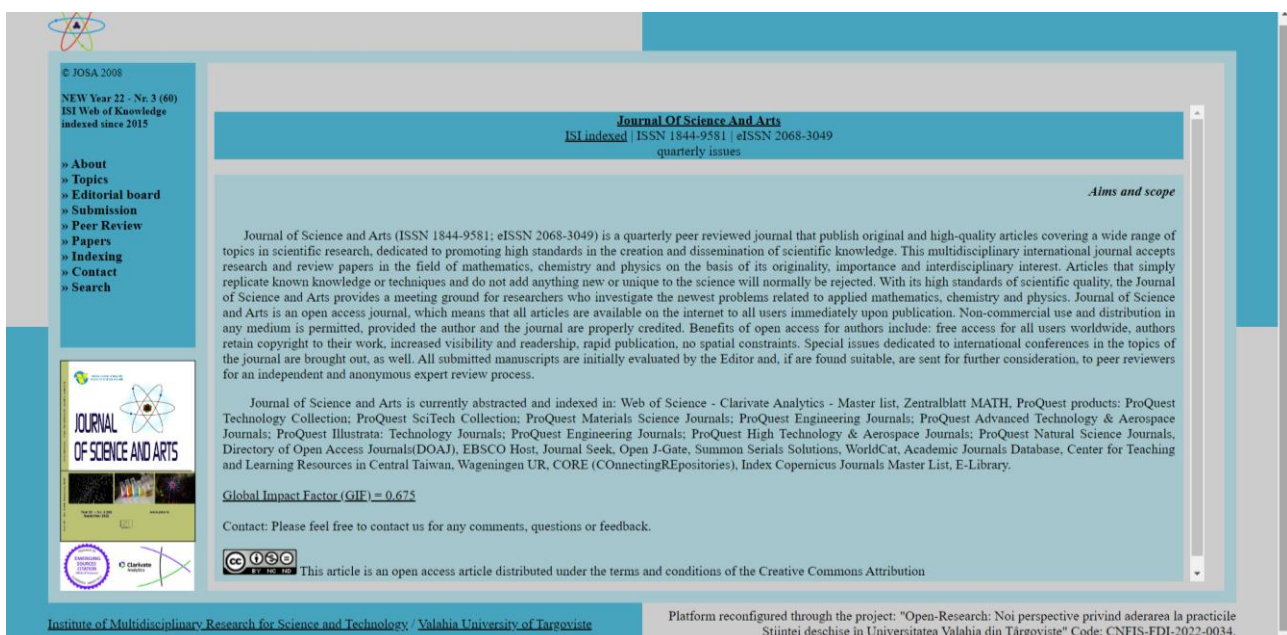 © JOSA 2008
NEW Year 22 - Nr. 3 (60)
ISI Web of Knowledge
indexed since 2015
» About
» Topics
» Editorial board
» Submission
» Peer Review
» Papers
» Indexing
» Contact
» Search
JOURNAL
OF SCIENCE AND ARTS
EMERGING
SOURCES
CITATION
Clarivate
Analytics
Journal Of Science And Arts
ISI indexed | ISSN 1844-9581 | eISSN 2068-3049
quarterly issues
Aims and scope
Journal of Science and Arts (ISSN 1844-9581; eISSN 2068-3049) is a quarterly peer reviewed journal that publish original and high-quality articles covering a wide range of
topics in scientific research, dedicated to promoting high standards in the creation and dissemination of scientific knowledge. This multidisciplinary international journal accepts
research and review papers in the field of mathematics, chemistry and physics on the basis of its originality, importance and interdisciplinary interest. Articles that simply
replicate known knowledge or techniques and do not add anything new or unique to the science will normally be rejected. With its high standards of scientific quality, the Journal
of Science and Arts provides a meeting ground for researchers who investigate the newest problems related to applied mathematics, chemistry and physics. Journal of Science
and Arts is an open access journal, which means that all articles are available on the internet to all users immediately upon publication. Non-commercial use and distribution in
any medium is permitted, provided the author and the journal are properly credited. Benefits of open access for authors include: free access for all users worldwide, authors
retain copyright to their work, increased visibility and readership, rapid publication, no spatial constraints. Special issues dedicated to international conferences in the topics of
the journal are brought out, as well. All submitted manuscripts are initially evaluated by the Editor and, if are found suitable, are sent for further consideration, to peer reviewers
for an independent and anonymous expert review process.
Journal of Science and Arts is currently abstracted and indexed in: Web of Science - Clarivate Analytics - Master list, Zentralblatt MATH, ProQuest products: ProQuest
Technology Collection; ProQuest SciTech Collection; ProQuest Materials Science Journals; ProQuest Engineering Journals; ProQuest Advanced Technology & Aerospace
Journals; ProQuest Illustrata: Technology Journals; ProQuest Engineering Journals; ProQuest High Technology & Aerospace Journals; ProQuest Natural Science Journals,
Directory of Open Access Journals(DOAJ), EBSCO Host, Journal Seek, Open J-Gate, Summon Serials Solutions, WorldCat, Academic Journals Database, Center for Teaching
and Learning Resources in Central Taiwan, Wageningen UR, CORE (COnnectingREpositories), Index Copernicus Journals Master List, E-Library.
Global Impact Factor (GIF) = 0.675
Contact: Please feel free to contact us for any comments, questions or feedback.
cc BY NC ND This article is an open access article distributed under the terms and conditions of the Creative Commons Attribution
Institute of Multidisciplinary Research for Science and Technology / Valahia University of Targoviste
Platform reconfigured through the project: "Open-Research: Noi perspective privind aderarea la practicile
Științei deschise în Universitatea Valahia din Târgoviste" Code: CNFIS-FDI-2022-0034.